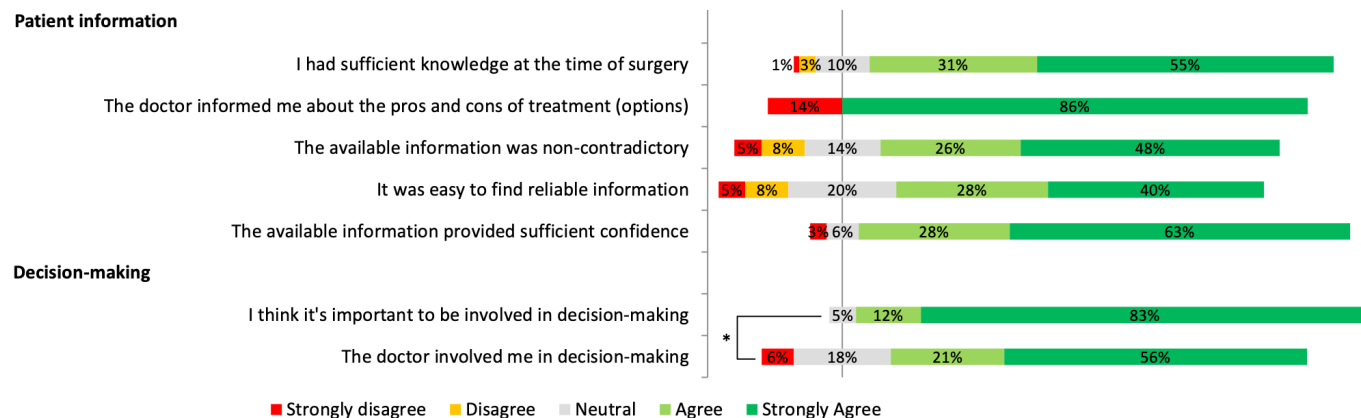 Patient information
I had sufficient knowledge at the time of surgery 1% 3% 10% 31% 55%
The doctor informed me about the pros and cons of treatment (options) 14% 86%
The available information was non-contradictory 5% 8% 14% 26% 48%
It was easy to find reliable information 5% 8% 20% 28% 40%
The available information provided sufficient confidence 3% 6% 28% 63%
Decision-making
I think it's important to be involved in decision-making 5% 12% 83%
*
The doctor involved me in decision-making 6% 18% 21% 56%
Strongly disagree Disagree Neutral Agree Strongly Agree